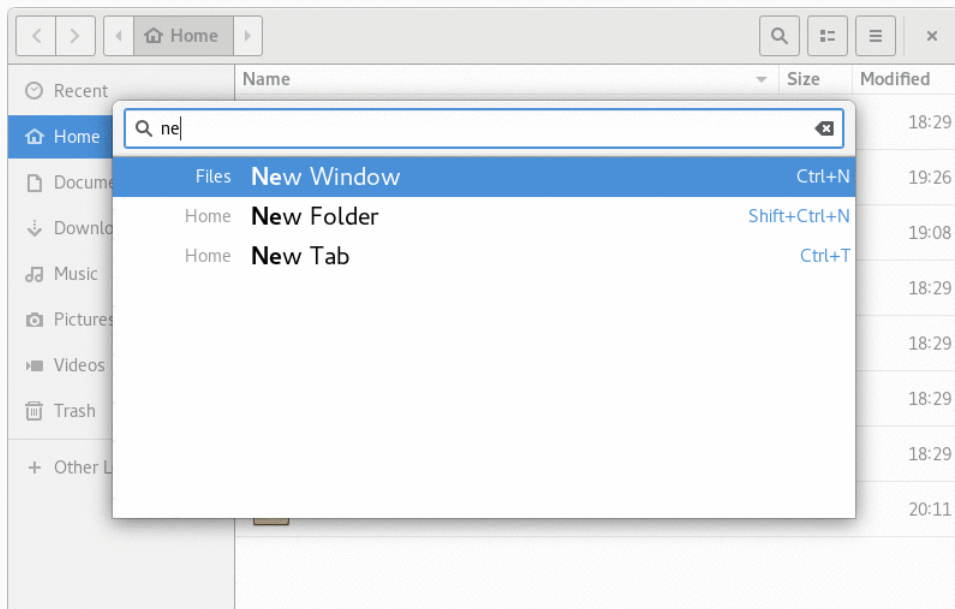 Home
Name Size Modified
Recent
ne
18:29
Home
Files New Window Ctrl+N
19:26
Docume
Home New Folder Shift+Ctrl+N
Downlo
19:08
Home New Tab Ctrl+T
Music
18:29
Pictures
18:29
Videos
18:29
Trash
18:29
Other L
20:11